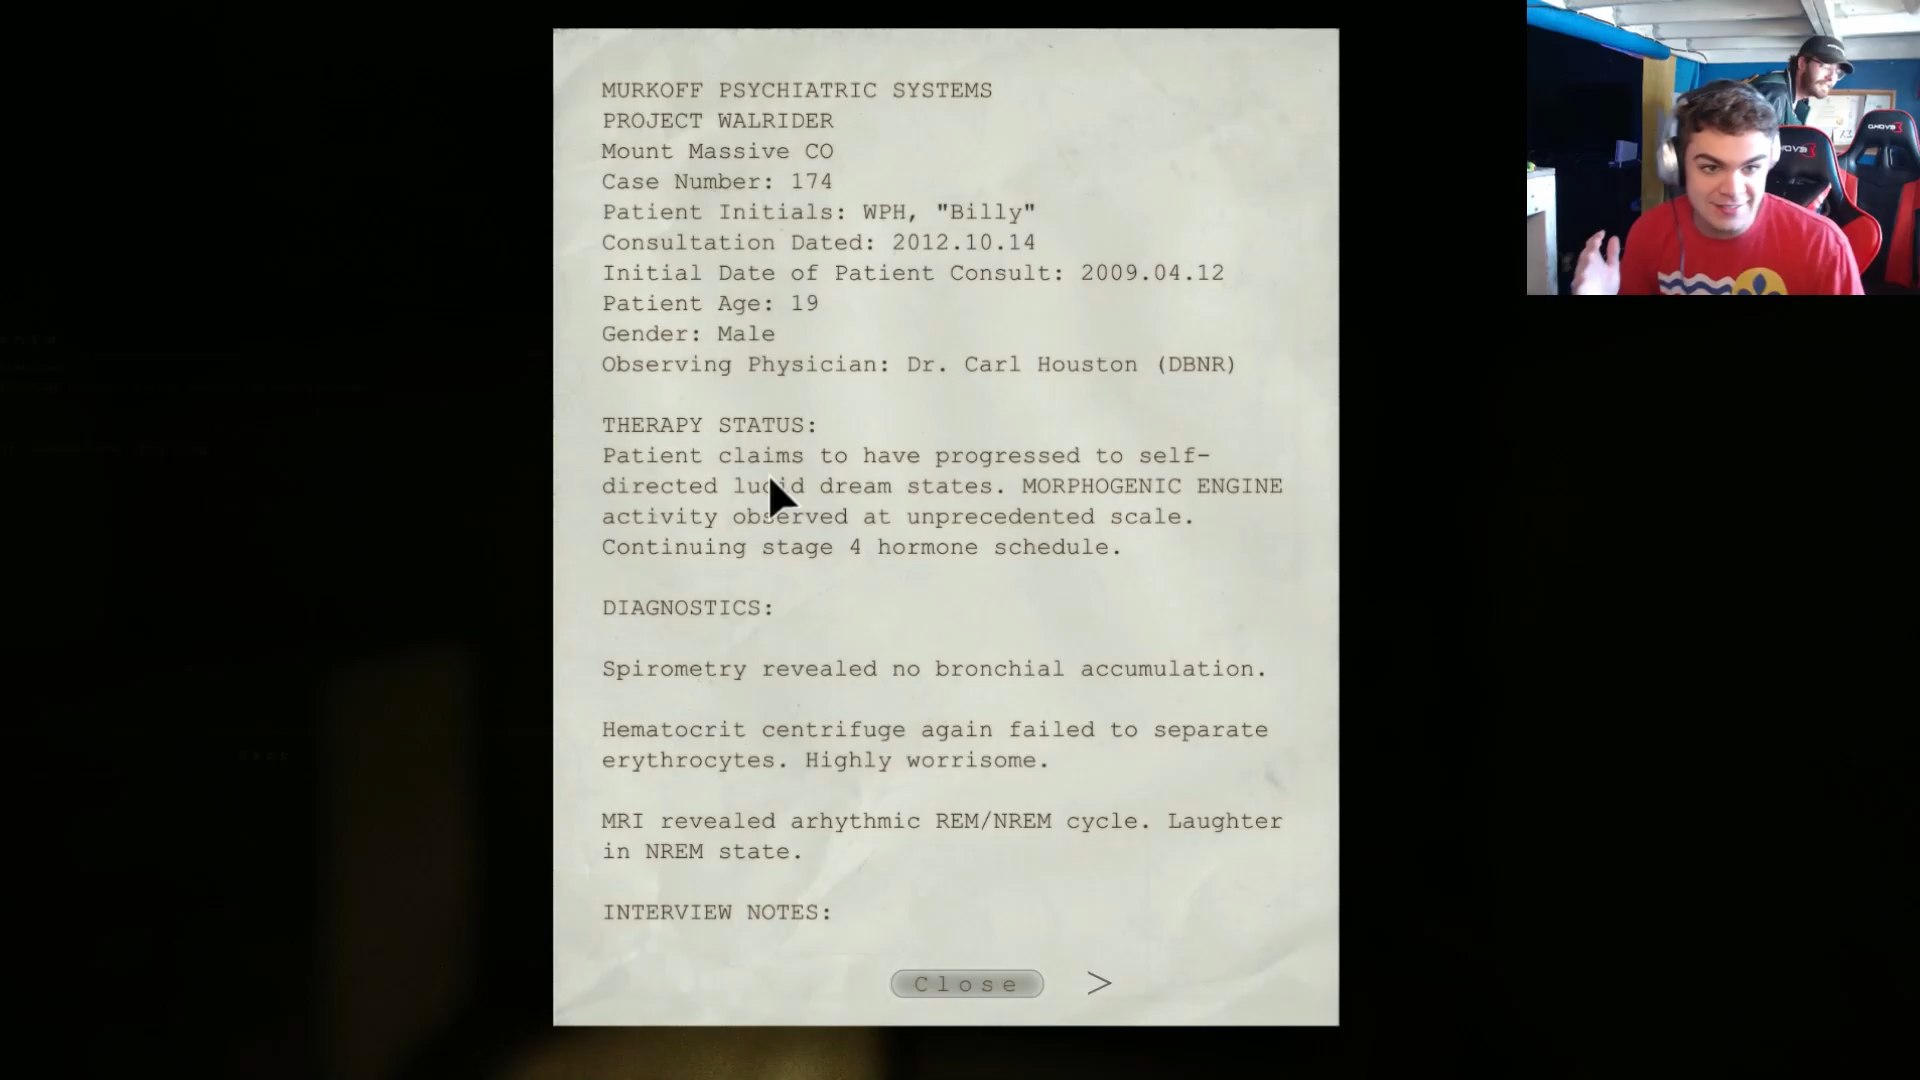 MURKOFF PSYCHIATRIC SYSTEMS
PROJECT WALRIDER
Mount Massive CO
Case Number: 174
Patient Initials: WPH, "Billy"
Consultation Dated: 2012.10.14
Initial Date of Patient Consult: 2009.04.12
Patient Age: 19
Gender: Male
Observing Physician: Dr. Carl Houston (DBNR)
THERAPY STATUS:
Patient claims to have progressed to self-
directed lucid dream states. MORPHOGENIC ENGINE
activity observed at unprecedented scale.
Continuing stage 4 hormone schedule.
DIAGNOSTICS:
Spirometry revealed no bronchial accumulation.
Hematocrit centrifuge again failed to separate
erythrocytes. Highly worrisome.
MRI revealed arhythmic REM/NREM cycle. Laughter
in NREM state.
INTERVIEW NOTES:
Close >